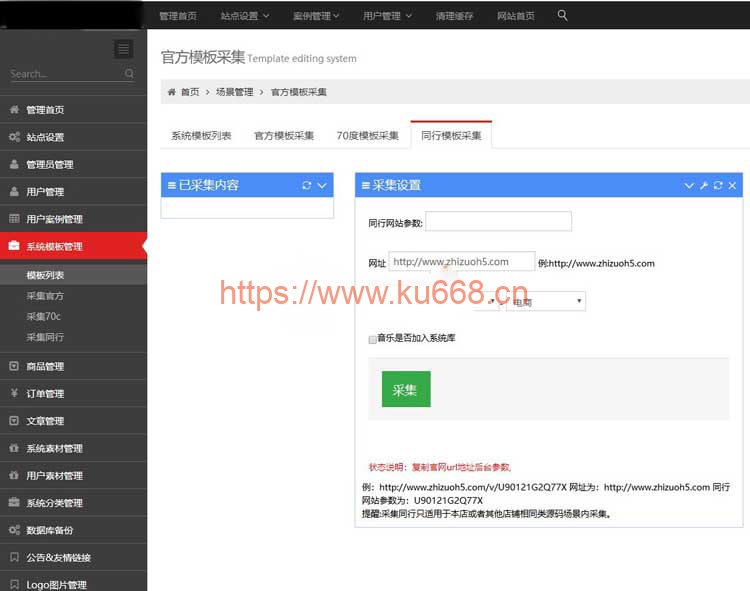 管理首页 站点设置 案例管理 用户管理 清理缓存 网站首页
Search...
管理首页
站点设置
管理员管理
用户管理
用户案例管理
系统模板管理
模板列表
采集官方
采集70c
采集同行
商品管理
订单管理
文章管理
系统素材管理
用户素材管理
系统分类管理
数据库备份
公告&友情链接
Logo图片管理
官方模板采集 Template editing system
首页 > 场景管理 > 官方模板采集
系统模板列表 官方模板采集 70度模板采集 同行模板采集
已采集内容
采集设置
同行网站参数:
网址 http://www.zhizuoh5.com 例:http://www.zhizuoh5.com
https://www.ku668.cn
电商
音乐是否加入系统库
采集
状态说明：复制官网url地址后台参数,
例：http://www.zhizuoh5.com/v/U90121G2Q77X 网址为：http://www.zhizuoh5.com 同行
网站参数为：U90121G2Q77X
提醒:采集同行只适用于本店或者其他店铺相同类源码场景内采集。